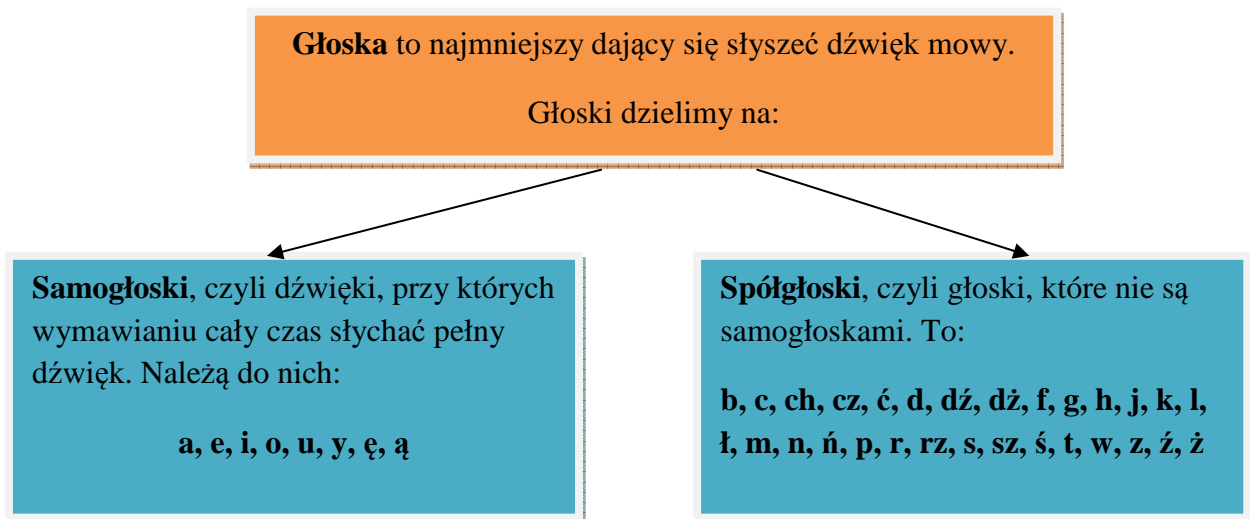 Głoska to najmniejszy dający się słyszeć dźwięk mowy.
Głoski dzielimy na:
Samogłoski, czyli dźwięki, przy których
wymawianiu cały czas słychać pełny
dźwięk. Należą do nich:
a, e, i, o, u, y, ę, ą
Spółgłoski, czyli głoski, które nie są
samogłoskami. To:
b, c, ch, cz, ć, d, dź, dż, f, g, h, j, k, l,
ł, m, n, ń, p, r, rz, s, sz, ś, t, w, z, ź, ż